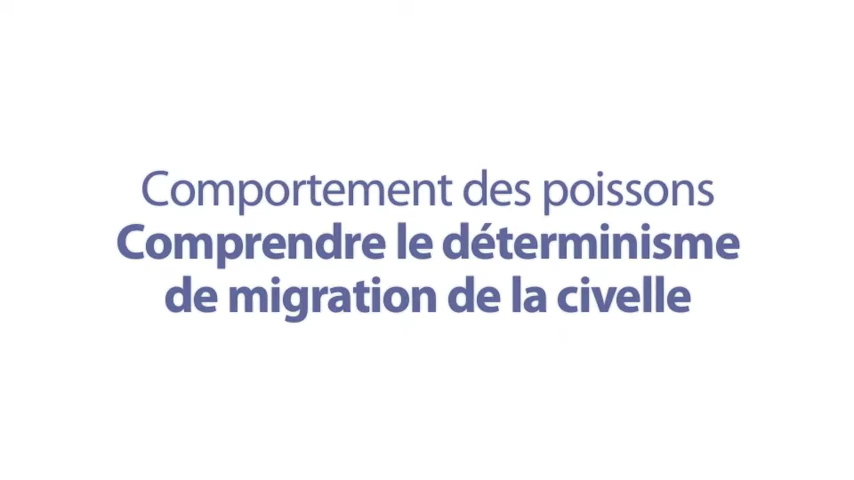 Comportement des poissons
Comprendre le déterminisme
de migration de la civelle